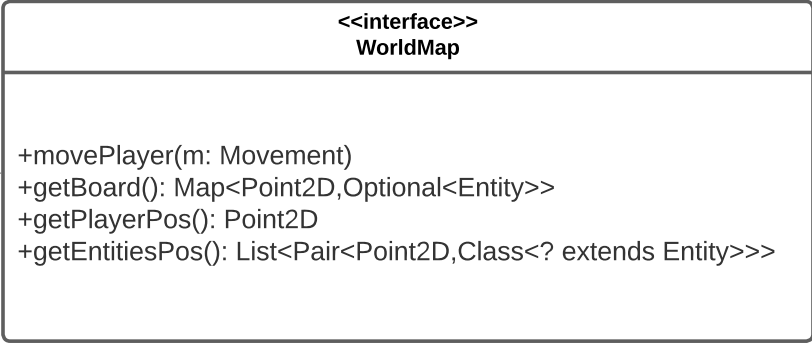 <<interface>>
WorldMap
+movePlayer(m: Movement)
+getBoard(): Map<Point2D,Optional<Entity>>
+getPlayerPos(): Point2D
+getEntitiesPos(): List<Pair<Point2D,Class<? extends Entity>>>